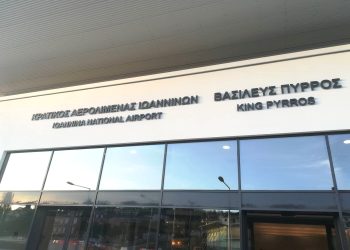 ΚΡΑΤΙΚΟΣ ΑΕΡΟΛΙΜΕΝΑΣ ΙΩΑΝΝΙΝΩΝ ΒΑΣΙΛΕΥΣ ΠΥΡΡΟΣ
IOANNINA NATIONAL AIRPORT KING PYRROS